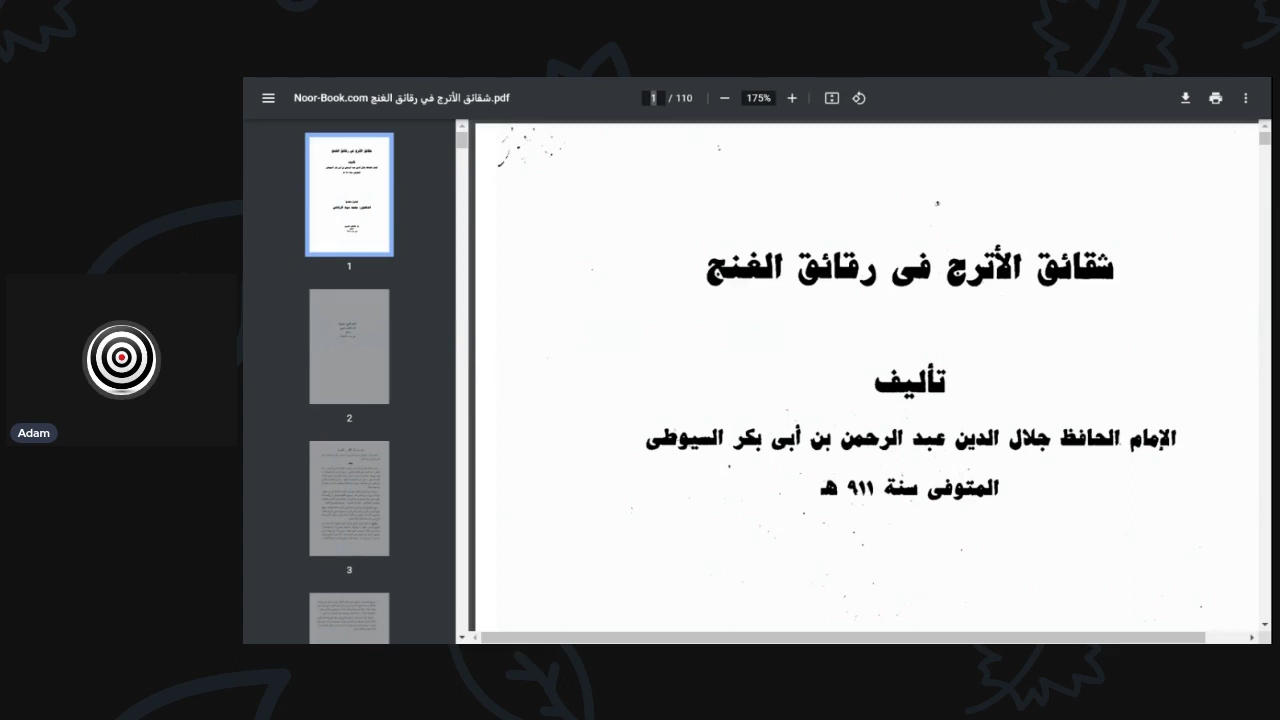 Noor-Book.com شقائق الأترج في رقائق الغنج.pdf
1 / 110
175%
شقائق الأترج فى رقائق الغنج
تأليف
الإمام الحافظ جلال الدين عبد الرحمن بن أبى بكر السيوطى
المتوفى سنة ٩١١ هـ
1
2
3
Adam